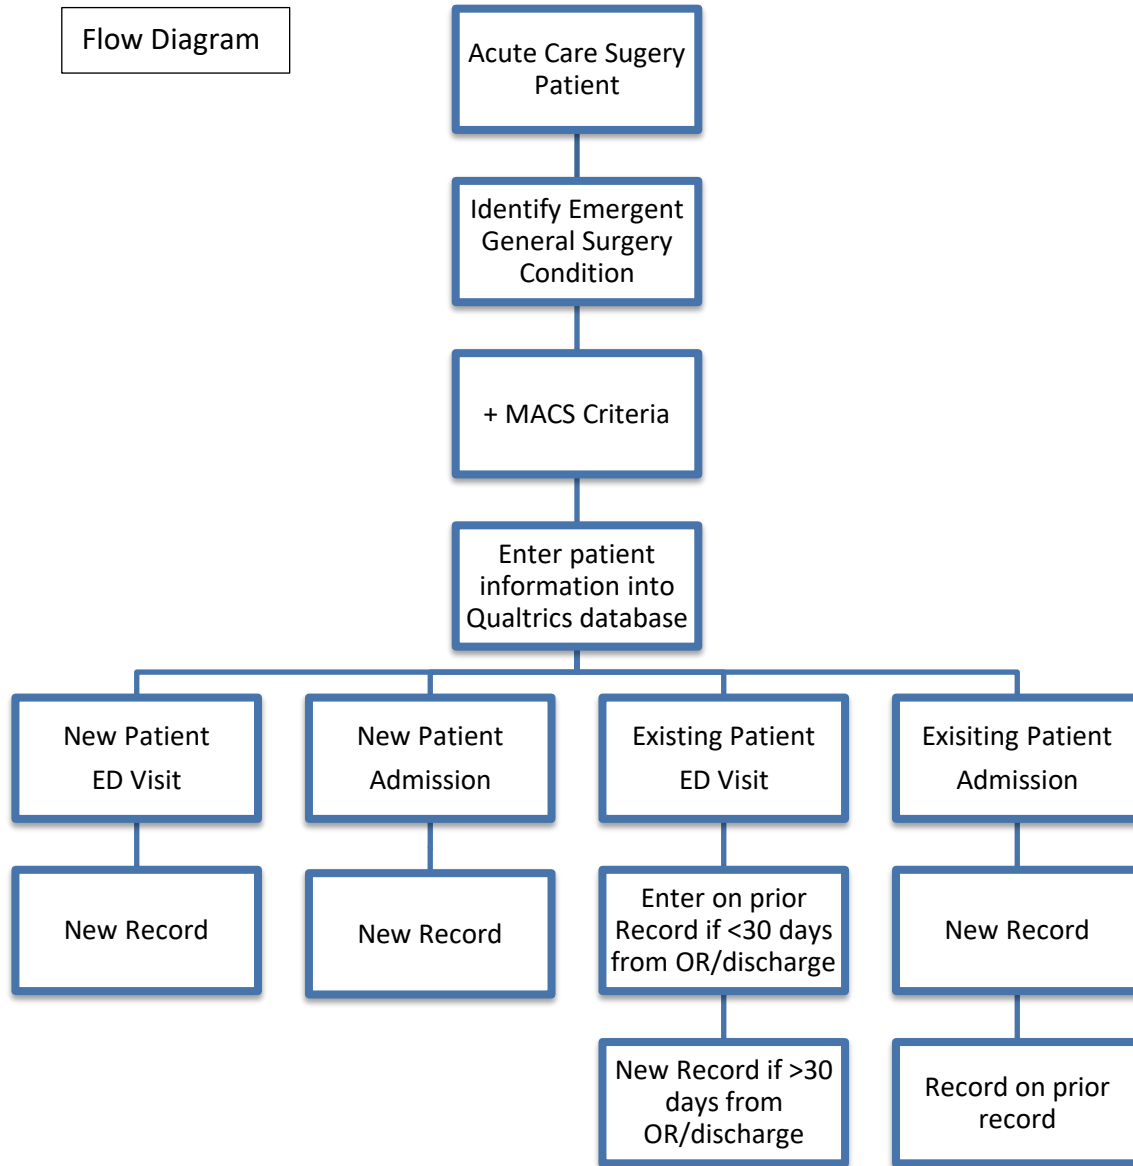 Flow Diagram
Acute Care Sugery
Patient
Identify Emergent
General Surgery
Condition
+ MACS Criteria
Enter patient
information into
Qualtrics database
New Patient
ED Visit
New Patient
Admission
Existing Patient
ED Visit
Exisiting Patient
Admission
New Record
New Record
Enter on prior
Record if <30 days
from OR/discharge
New Record
New Record if >30
days from
OR/discharge
Record on prior
record